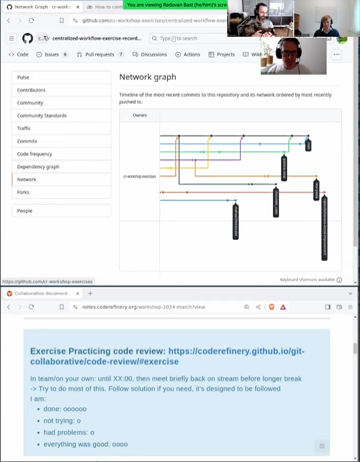 You are viewing Radovan Bast (he/him)'s scre
Network Graph · cr-work
How to cont
github.com/cr-workshop-exercises/centralized-workflow
centralized-workflow-exercise-recordi
Type / to search
Code
Issues
Pull requests 7
Discussions
Actions
Projects
Pulse
Contributors
Community
Community Standards
Traffic
Commits
Code frequency
Dependency graph
Network
Forks
People
Network graph
Timeline of the most recent commits to this repository and its network ordered by most recently
pushed to.
Owners
cr-workshop-exercises
Keyboard shortcuts available
https://github.com/cr-workshop-exercises
Collaborative document
notes.coderefinery.org/workshop-2024-march/view
Exercise Practicing code review: https://coderefinery.github.io/git-
collaborative/code-review/#exercise
In team/on your own: until XX:00, then meet briefly back on stream before longer break
-> Try to do most of this. Follow solution if you need, it's designed to be followed
I am:
• done: oooooo
• not trying: o
• had problems: o
• everything was good: oooo